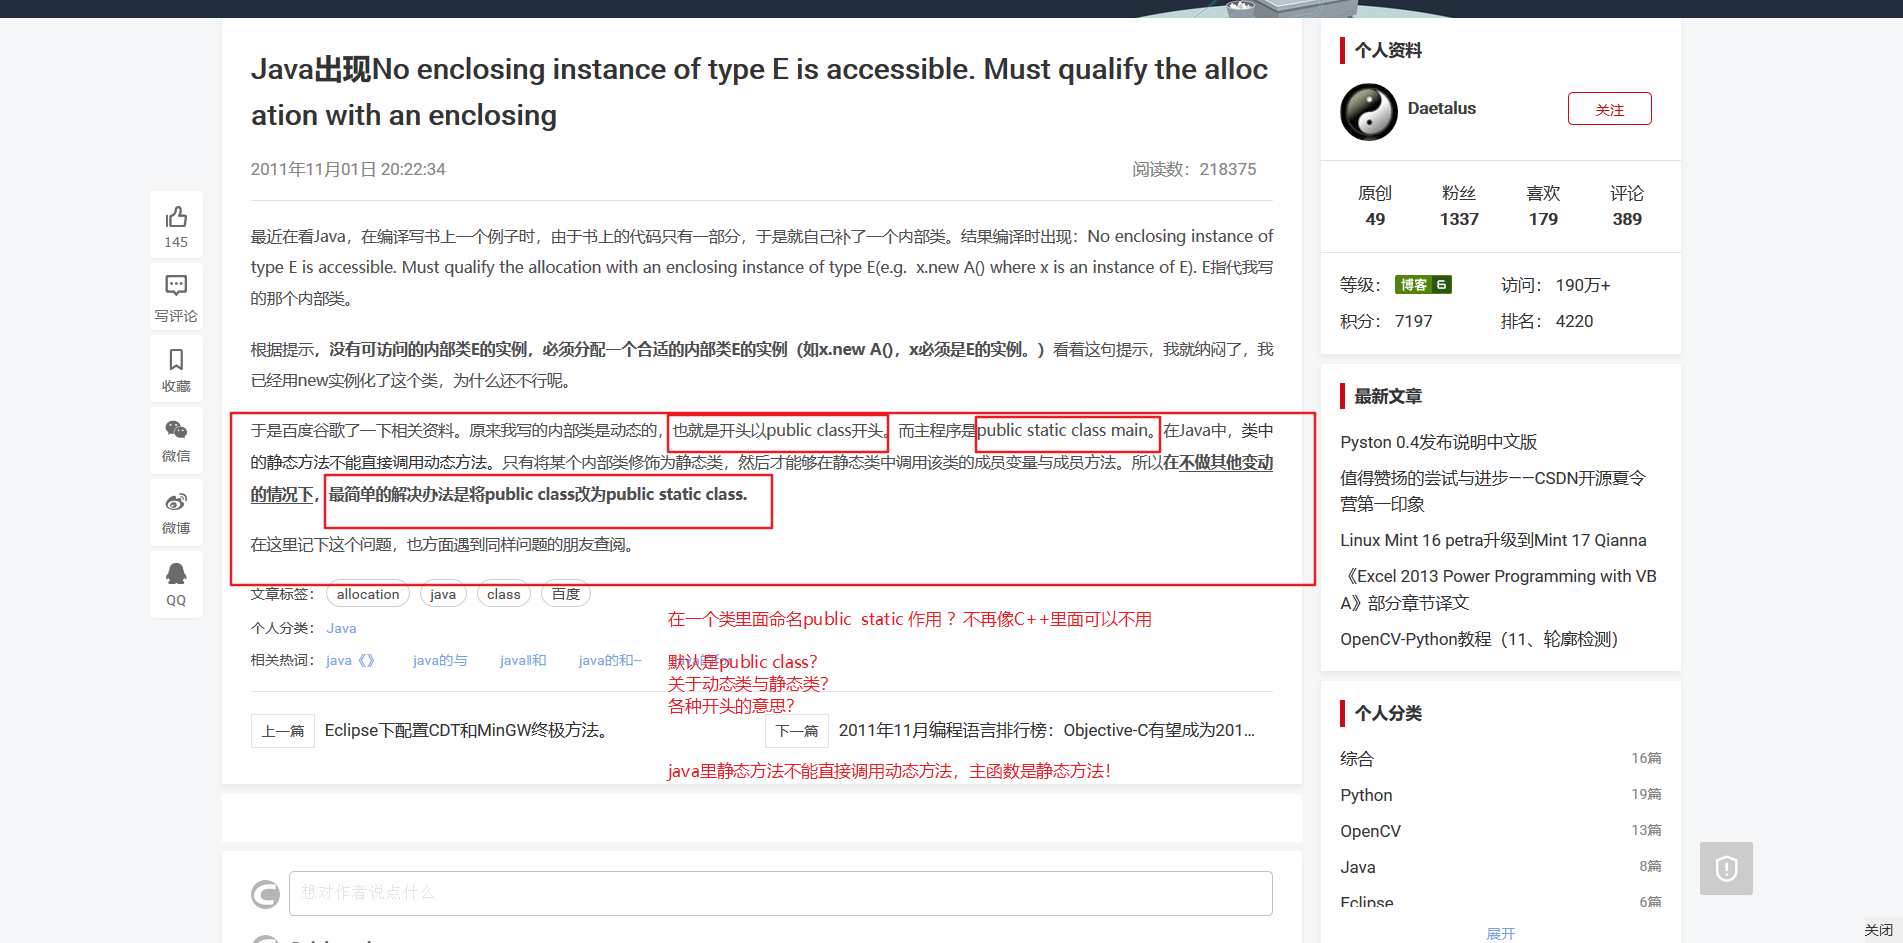 Java出现No enclosing instance of type E is accessible. Must qualify the alloc
ation with an enclosing
2011年11月01日 20:22:34
阅读数：218375
最近在看Java，在编译写书上一个例子时，由于书上的代码只有一部分，于是就自己补了一个内部类。结果编译时出现：No enclosing instance of
type E is accessible. Must qualify the allocation with an enclosing instance of type E(e.g.  x.new A() where x is an instance of E). E指代我写
的那个内部类。
根据提示，没有可访问的内部类E的实例，必须分配一个合适的内部类E的实例（如x.new A()，x必须是E的实例。）看着这句提示，我就纳闷了，我
已经用new实例化了这个类，为什么还不行呢。
于是百度谷歌了一下相关资料。原来我写的内部类是动态的，也就是开头以public class开头。而主程序是public static class main。在Java中，类中
的静态方法不能直接调用动态方法。只有将某个内部类修饰为静态类，然后才能够在静态类中调用该类的成员变量与成员方法。所以在不做其他变动
的情况下，最简单的解决办法是将public class改为public static class.
在这里记下这个问题，也方面遇到同样问题的朋友查阅。
文章标签： allocation java class 百度
个人分类： Java
相关热词： java《》 java的与 java‖和 java的和--
在一个类里面命名public  static 作用 ？ 不再像C++里面可以不用
默认是public class?
关于动态类与静态类?
各种开头的意思?
上一篇 Eclipse下配置CDT和MinGW终极方法。
下一篇 2011年11月编程语言排行榜：Objective-C有望成为201...
java里静态方法不能直接调用动态方法，主函数是静态方法！
想对作者说点什么
145
写评论
收藏
微信
微博
QQ
个人资料
Daetalus
关注
原创 粉丝 喜欢 评论
49 1337 179 389
等级： 博客 6 访问： 190万+
积分： 7197 排名： 4220
最新文章
Pyston 0.4发布说明中文版
值得赞扬的尝试与进步——CSDN开源夏令
营第一印象
Linux Mint 16 petra升级到Mint 17 Qianna
《Excel 2013 Power Programming with VB
A》部分章节译文
OpenCV-Python教程（11、轮廓检测）
个人分类
综合 16篇
Python 19篇
OpenCV 13篇
Java 8篇
Eclipse 6篇
展开
关闭